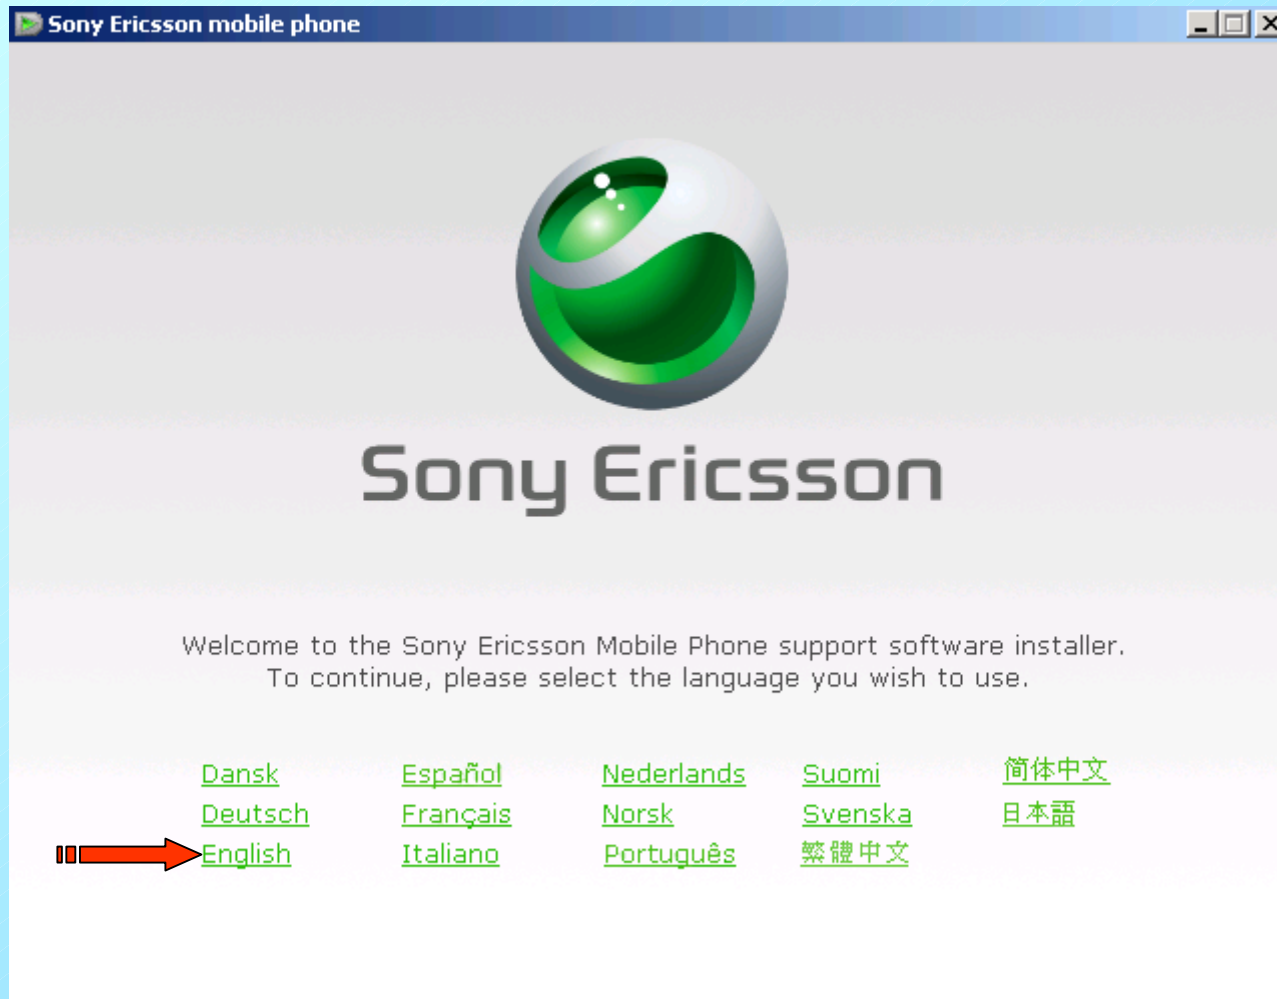 Sony Ericsson mobile phone
Sony Ericsson
Welcome to the Sony Ericsson Mobile Phone support software installer.
To continue, please select the language you wish to use.
Dansk Español Nederlands Suomi 简体中文
Deutsch Français Norsk Svenska 日本語
English Italiano Português 繁體中文